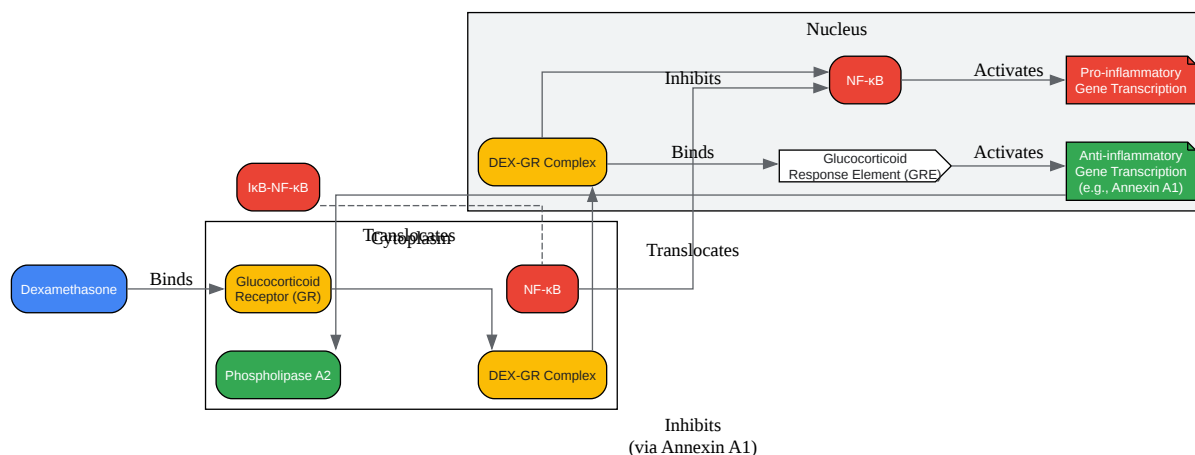 Nucleus
NF-κB
Inhibits
Activates
Pro-inflammatory
Gene Transcription
DEX-GR Complex
Binds
Glucocorticoid
Response Element (GRE)
Activates
Anti-inflammatory
Gene Transcription
(e.g., Annexin A1)
IκB-NF-κB
Translocates
Cytoplasm
Translocates
Dexamethasone
Binds
Glucocorticoid
Receptor (GR)
NF-κB
Phospholipase A2
DEX-GR Complex
Inhibits
(via Annexin A1)